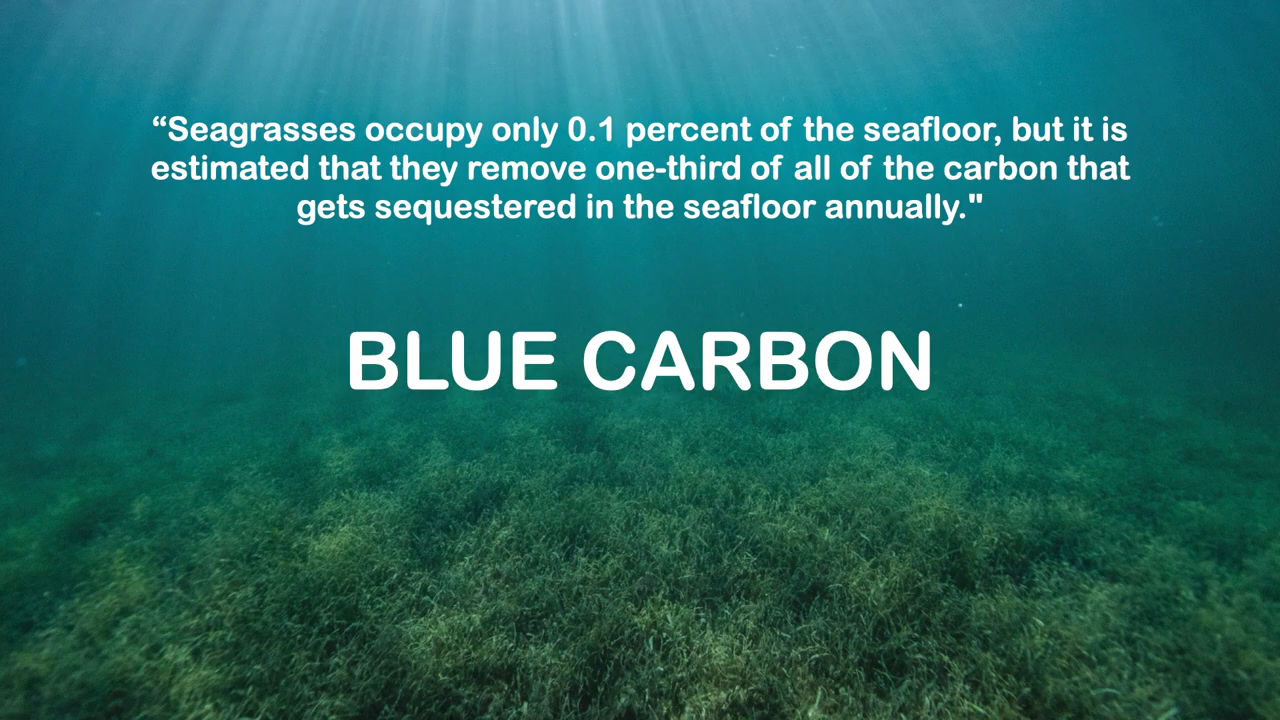 “Seagrasses occupy only 0.1 percent of the seafloor, but it is
estimated that they remove one-third of all of the carbon that
gets sequestered in the seafloor annually."
BLUE CARBON